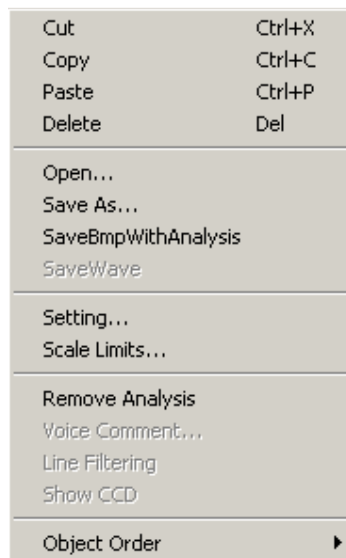 Cut Ctrl+X
Copy Ctrl+C
Paste Ctrl+P
Delete Del
Open...
Save As...
SaveBmpWithAnalysis
SaveWave
Setting...
Scale Limits...
Remove Analysis
Voice Comment...
Line Filtering
Show CCD
Object Order